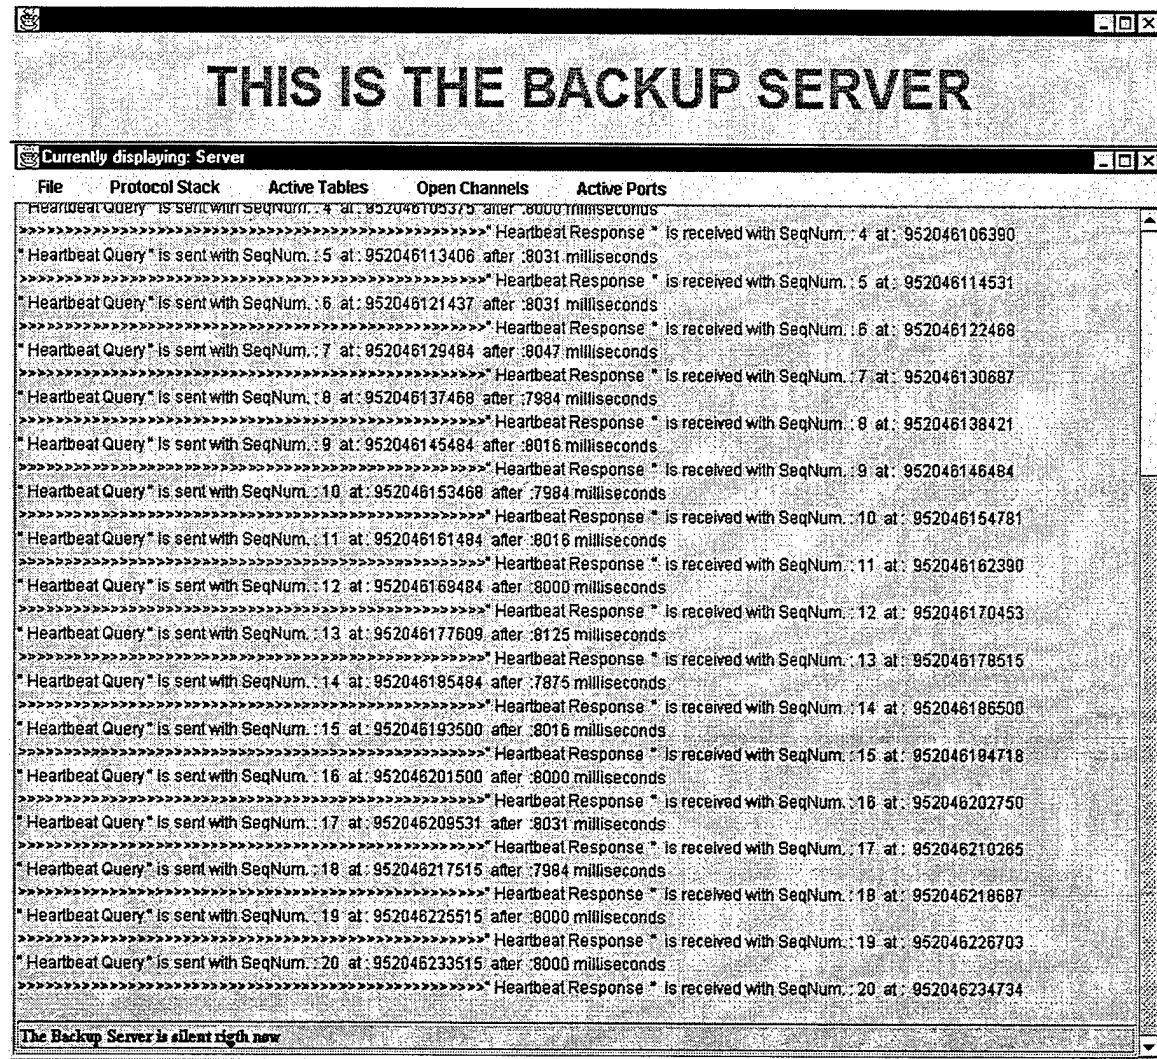 THIS IS THE BACKUP SERVER
Currently displaying: Server
File Protocol Stack Active Tables Open Channels Active Ports
"Heartbeat Query" is sent with SeqNum. : 4 at : 952046105375 after :8000 milliseconds
>>>>>>>>>>>>>>>>>>>>>>>>>>>>>>>>>>>>>>>>>>>>>>>>>>" Heartbeat Response " is received with SeqNum. : 4 at : 952046106390
" Heartbeat Query" is sent with SeqNum. : 5 at : 952046113406 after :8031 milliseconds
>>>>>>>>>>>>>>>>>>>>>>>>>>>>>>>>>>>>>>>>>>>>>>>>>>" Heartbeat Response " is received with SeqNum. : 5 at : 952046114531
" Heartbeat Query" is sent with SeqNum. : 6 at : 952046121437 after :8031 milliseconds
>>>>>>>>>>>>>>>>>>>>>>>>>>>>>>>>>>>>>>>>>>>>>>>>>>" Heartbeat Response " is received with SeqNum. : 6 at : 952046122468
" Heartbeat Query" is sent with SeqNum. : 7 at : 952046129484 after :8047 milliseconds
>>>>>>>>>>>>>>>>>>>>>>>>>>>>>>>>>>>>>>>>>>>>>>>>>>" Heartbeat Response " is received with SeqNum. : 7 at : 952046130687
" Heartbeat Query" is sent with SeqNum. : 8 at : 952046137468 after :7984 milliseconds
>>>>>>>>>>>>>>>>>>>>>>>>>>>>>>>>>>>>>>>>>>>>>>>>>>" Heartbeat Response " is received with SeqNum. : 8 at : 952046138421
" Heartbeat Query" is sent with SeqNum. : 9 at : 952046145484 after :8016 milliseconds
>>>>>>>>>>>>>>>>>>>>>>>>>>>>>>>>>>>>>>>>>>>>>>>>>>" Heartbeat Response " is received with SeqNum. : 9 at : 952046146484
" Heartbeat Query" is sent with SeqNum. : 10 at : 952046153468 after :7984 milliseconds
>>>>>>>>>>>>>>>>>>>>>>>>>>>>>>>>>>>>>>>>>>>>>>>>>>" Heartbeat Response " is received with SeqNum. : 10 at : 952046154781
" Heartbeat Query" is sent with SeqNum. : 11 at : 952046161484 after :8016 milliseconds
>>>>>>>>>>>>>>>>>>>>>>>>>>>>>>>>>>>>>>>>>>>>>>>>>>" Heartbeat Response " is received with SeqNum. : 11 at : 952046162390
" Heartbeat Query" is sent with SeqNum. : 12 at : 952046169484 after :8000 milliseconds
>>>>>>>>>>>>>>>>>>>>>>>>>>>>>>>>>>>>>>>>>>>>>>>>>>" Heartbeat Response " is received with SeqNum. : 12 at : 952046170453
" Heartbeat Query" is sent with SeqNum. : 13 at : 952046177609 after :8125 milliseconds
>>>>>>>>>>>>>>>>>>>>>>>>>>>>>>>>>>>>>>>>>>>>>>>>>>" Heartbeat Response " is received with SeqNum. : 13 at : 952046178515
" Heartbeat Query" is sent with SeqNum. : 14 at : 952046185484 after :7875 milliseconds
>>>>>>>>>>>>>>>>>>>>>>>>>>>>>>>>>>>>>>>>>>>>>>>>>>" Heartbeat Response " is received with SeqNum. : 14 at : 952046186500
" Heartbeat Query" is sent with SeqNum. : 15 at : 952046193500 after :8016 milliseconds
>>>>>>>>>>>>>>>>>>>>>>>>>>>>>>>>>>>>>>>>>>>>>>>>>>" Heartbeat Response " is received with SeqNum. : 15 at : 952046194718
" Heartbeat Query" is sent with SeqNum. : 16 at : 952046201500 after :8000 milliseconds
>>>>>>>>>>>>>>>>>>>>>>>>>>>>>>>>>>>>>>>>>>>>>>>>>>" Heartbeat Response " is received with SeqNum. : 16 at : 952046202750
" Heartbeat Query" is sent with SeqNum. : 17 at : 952046209531 after :8031 milliseconds
>>>>>>>>>>>>>>>>>>>>>>>>>>>>>>>>>>>>>>>>>>>>>>>>>>" Heartbeat Response " is received with SeqNum. : 17 at : 952046210265
" Heartbeat Query" is sent with SeqNum. : 18 at : 952046217515 after :7984 milliseconds
>>>>>>>>>>>>>>>>>>>>>>>>>>>>>>>>>>>>>>>>>>>>>>>>>>" Heartbeat Response " is received with SeqNum. : 18 at : 952046218687
" Heartbeat Query" is sent with SeqNum. : 19 at : 952046225515 after :8000 milliseconds
>>>>>>>>>>>>>>>>>>>>>>>>>>>>>>>>>>>>>>>>>>>>>>>>>>" Heartbeat Response " is received with SeqNum. : 19 at : 952046226703
" Heartbeat Query" is sent with SeqNum. : 20 at : 952046233515 after :8000 milliseconds
>>>>>>>>>>>>>>>>>>>>>>>>>>>>>>>>>>>>>>>>>>>>>>>>>>" Heartbeat Response " is received with SeqNum. : 20 at : 952046234734
The Backup Server is silent rigth now